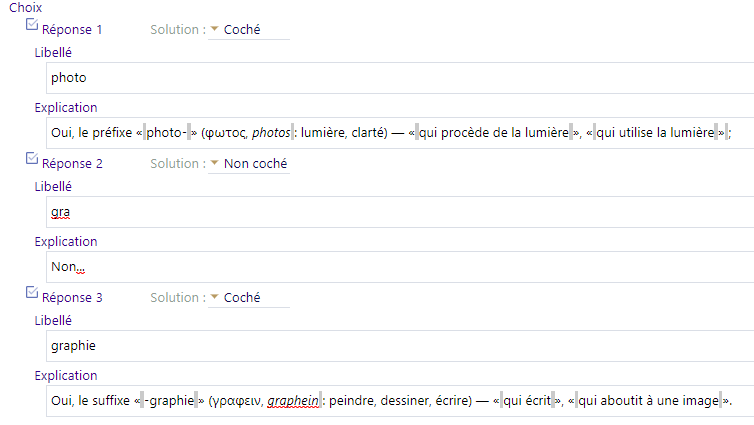 Choix
Réponse 1 Solution : Coché
Libellé
photo
Explication
Oui, le préfixe « photo- » (φωτος, photos : lumière, clarté) — « qui procède de la lumière », « qui utilise la lumière » ;
Réponse 2 Solution : Non coché
Libellé
gra
Explication
Non...
Réponse 3 Solution : Coché
Libellé
graphie
Explication
Oui, le suffixe « -graphie » (γραφειν, graphein : peindre, dessiner, écrire) — « qui écrit », « qui aboutit à une image ».